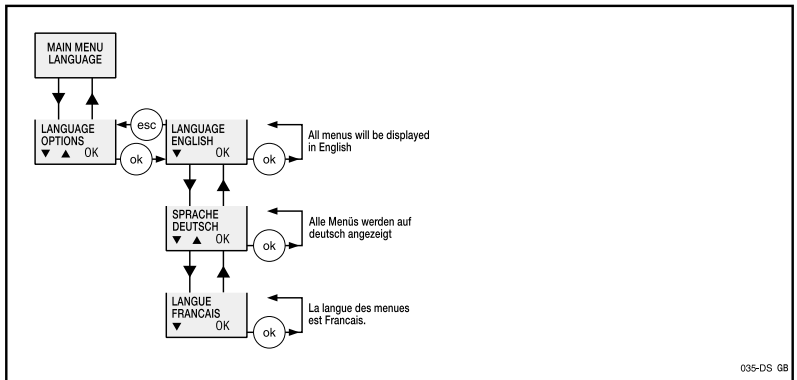 MAIN MENU
LANGUAGE
LANGUAGE
OPTIONS
▼ ▲ OK
esc
ok
LANGUAGE
ENGLISH
▼ OK
ok
All menus will be displayed
in English
SPRACHE
DEUTSCH
▼ ▲ OK
ok
Alle Menüs werden auf
deutsch angezeigt
LANGUE
FRANCAIS
▼ OK
ok
La langue des menues
est Francais.
035-DS GB